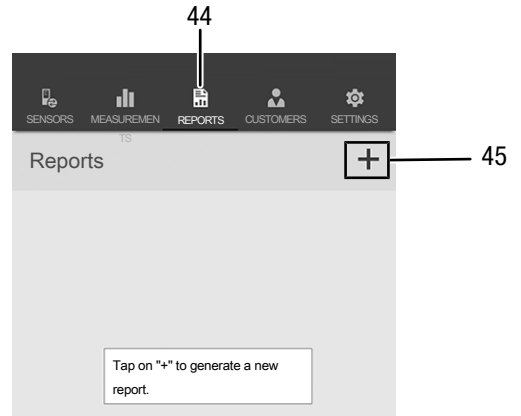 44
SENSORS MEASUREMEN REPORTS CUSTOMERS SETTINGS
TS
Reports +
45
Tap on "+" to generate a new
report.